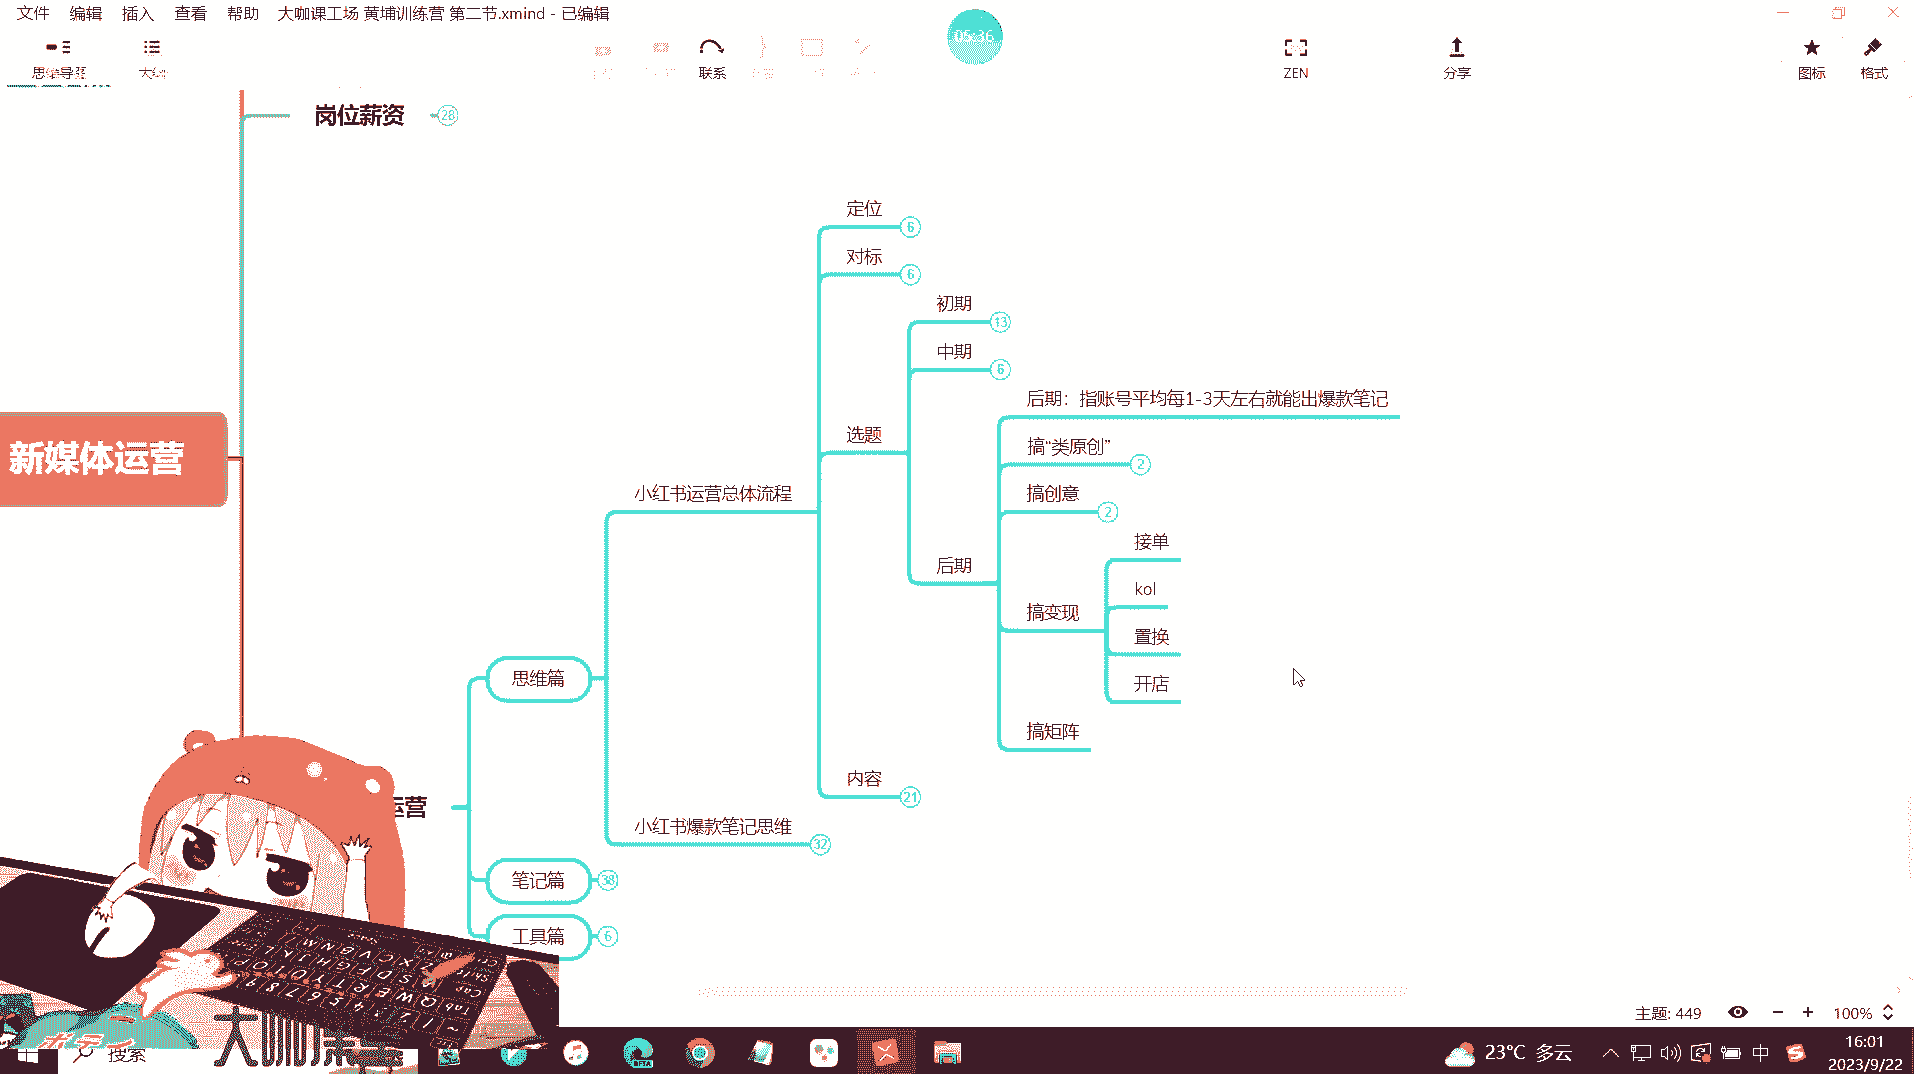 文件 编辑 插入 查看 帮助 大咖课工场 黄埔训练营 第二节.xmind - 已编辑
05:36
思维导图 大纲 联系 ZEN 分享 图标 格式
岗位薪资 28
定位 6
对标 6
初期 13
中期 6
后期：指账号平均每1-3天左右就能出爆款笔记
选题
搞“类原创” 2
新媒体运营
小红书运营总体流程
搞创意 2
接单
后期
kol
搞变现
置换
思维篇
开店
搞矩阵
内容 21
运营
小红书爆款笔记思维 32
笔记篇 38
工具篇 6
主题: 449 100%
搜索
23°C 多云
中
16:01
2023/9/22